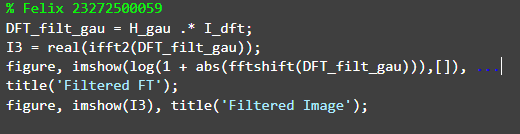 % Felix 23272500059
DFT_filt_gau = H_gau .* I_dft;
I3 = real(ifft2(DFT_filt_gau));
figure, imshow(log(1 + abs(fftshift(DFT_filt_gau))),[]), ...
title('Filtered FT');
figure, imshow(I3), title('Filtered Image');